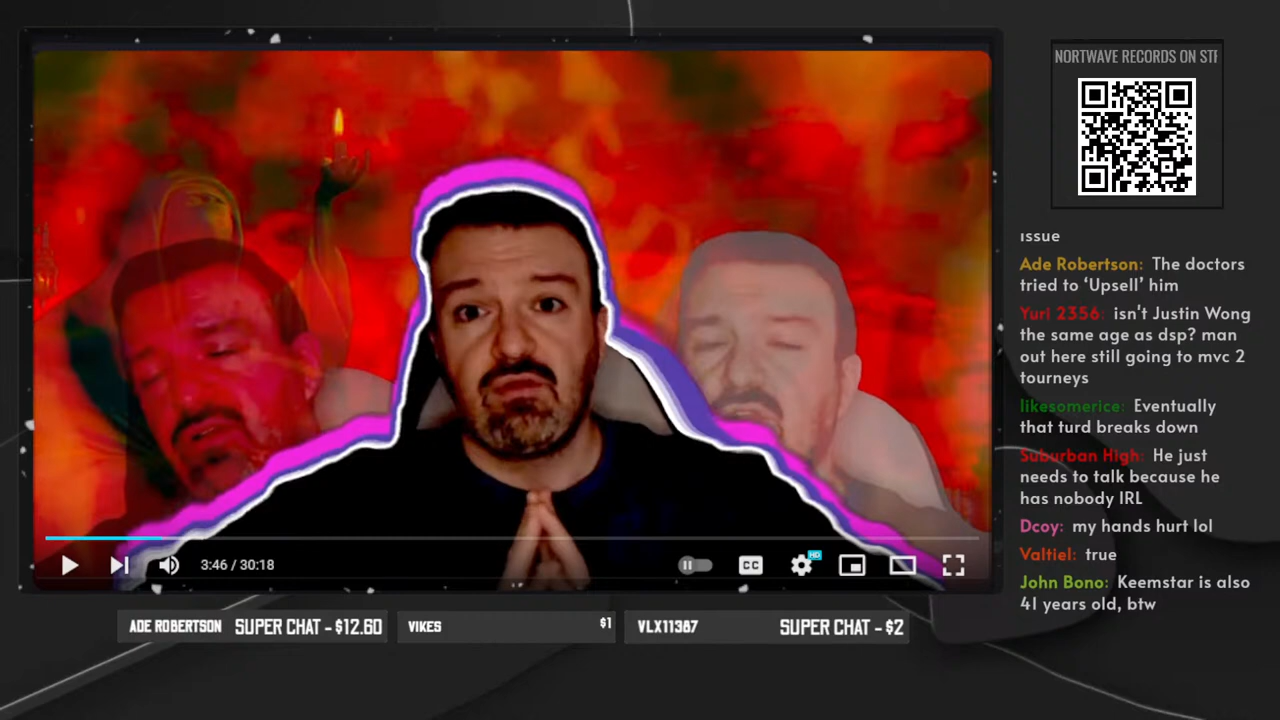 NORTWAVE RECORDS ON
issue
Ade Robertson: The doctors
tried to ‘Upsell’ him
Yuri 2356: isn't Justin Wong
the same age as dsp? man
out here still going to mvc 2
tourneys
likesomerice: Eventually
that turd breaks down
Suburban High: He just
needs to talk because he
has nobody IRL
Dcoy: my hands hurt lol
Valtiel: true
John Bono: Keemstar is also
41 years old, btw
3:46 / 30:18
CC
HD
ADE ROBERTSON SUPER CHAT - $12.60
VIKES $1
VLX11387 SUPER CHAT - $2